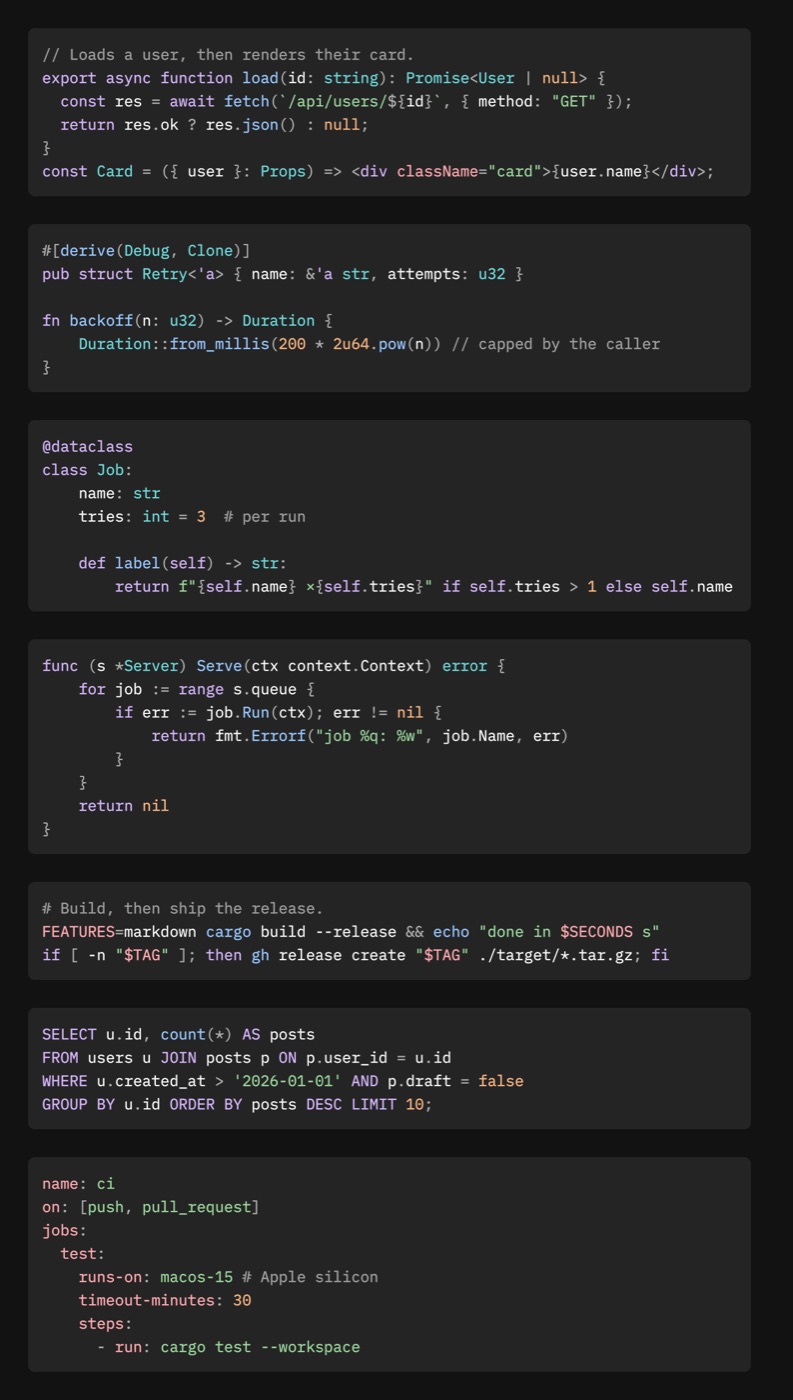 // Loads a user, then renders their card.
export async function load(id: string): Promise<User | null> {
  const res = await fetch(`/api/users/${id}`, { method: "GET" });
  return res.ok ? res.json() : null;
}
const Card = ({ user }: Props) => <div className="card">{user.name}</div>;

#[derive(Debug, Clone)]
pub struct Retry<'a> { name: &'a str, attempts: u32 }

fn backoff(n: u32) -> Duration {
    Duration::from_millis(200 * 2u64.pow(n)) // capped by the caller
}

@dataclass
class Job:
    name: str
    tries: int = 3  # per run

    def label(self) -> str:
        return f"{self.name} ×{self.tries}" if self.tries > 1 else self.name

func (s *Server) Serve(ctx context.Context) error {
    for job := range s.queue {
        if err := job.Run(ctx); err != nil {
            return fmt.Errorf("job %q: %w", job.Name, err)
        }
    }
    return nil
}

# Build, then ship the release.
FEATURES=markdown cargo build --release && echo "done in $SECONDS s"
if [ -n "$TAG" ]; then gh release create "$TAG" ./target/*.tar.gz; fi

SELECT u.id, count(*) AS posts
FROM users u JOIN posts p ON p.user_id = u.id
WHERE u.created_at > '2026-01-01' AND p.draft = false
GROUP BY u.id ORDER BY posts DESC LIMIT 10;

name: ci
on: [push, pull_request]
jobs:
  test:
    runs-on: macos-15 # Apple silicon
    timeout-minutes: 30
    steps:
      - run: cargo test --workspace